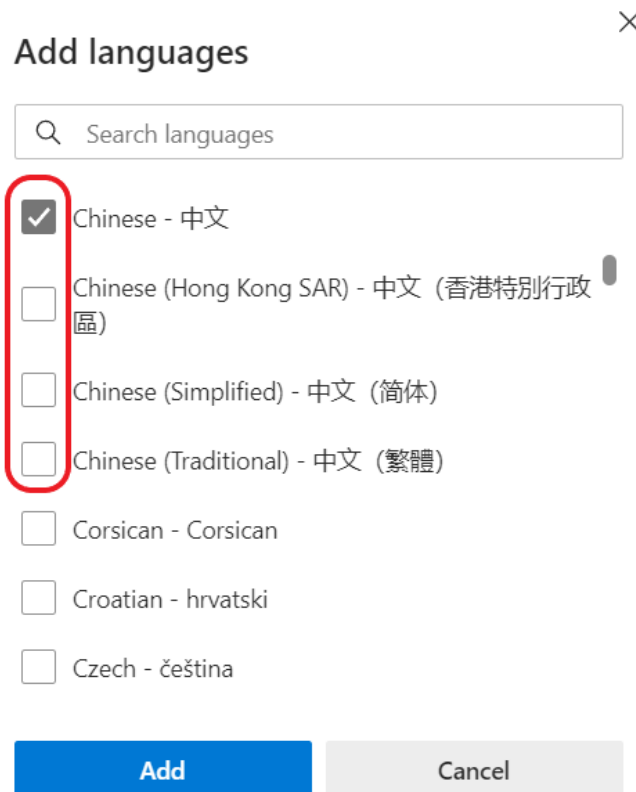 Add languages
Search languages
Chinese - 中文
Chinese (Hong Kong SAR) - 中文（香港特別行政
區）
Chinese (Simplified) - 中文（简体）
Chinese (Traditional) - 中文（繁體）
Corsican - Corsican
Croatian - hrvatski
Czech - čeština
Add
Cancel